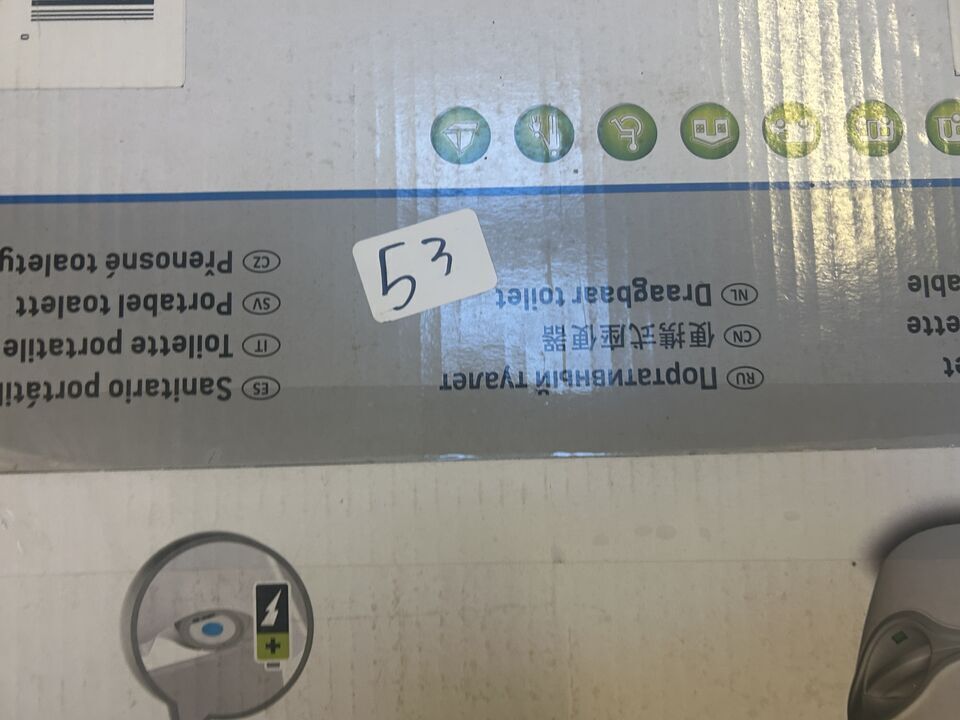 RU Портативный туалет
CN 便携式座便器
NL Draagbaar toilet
ES Sanitario portátil
IT Toilette portatile
SV Portabel toalett
CZ Přenosné toalety
53